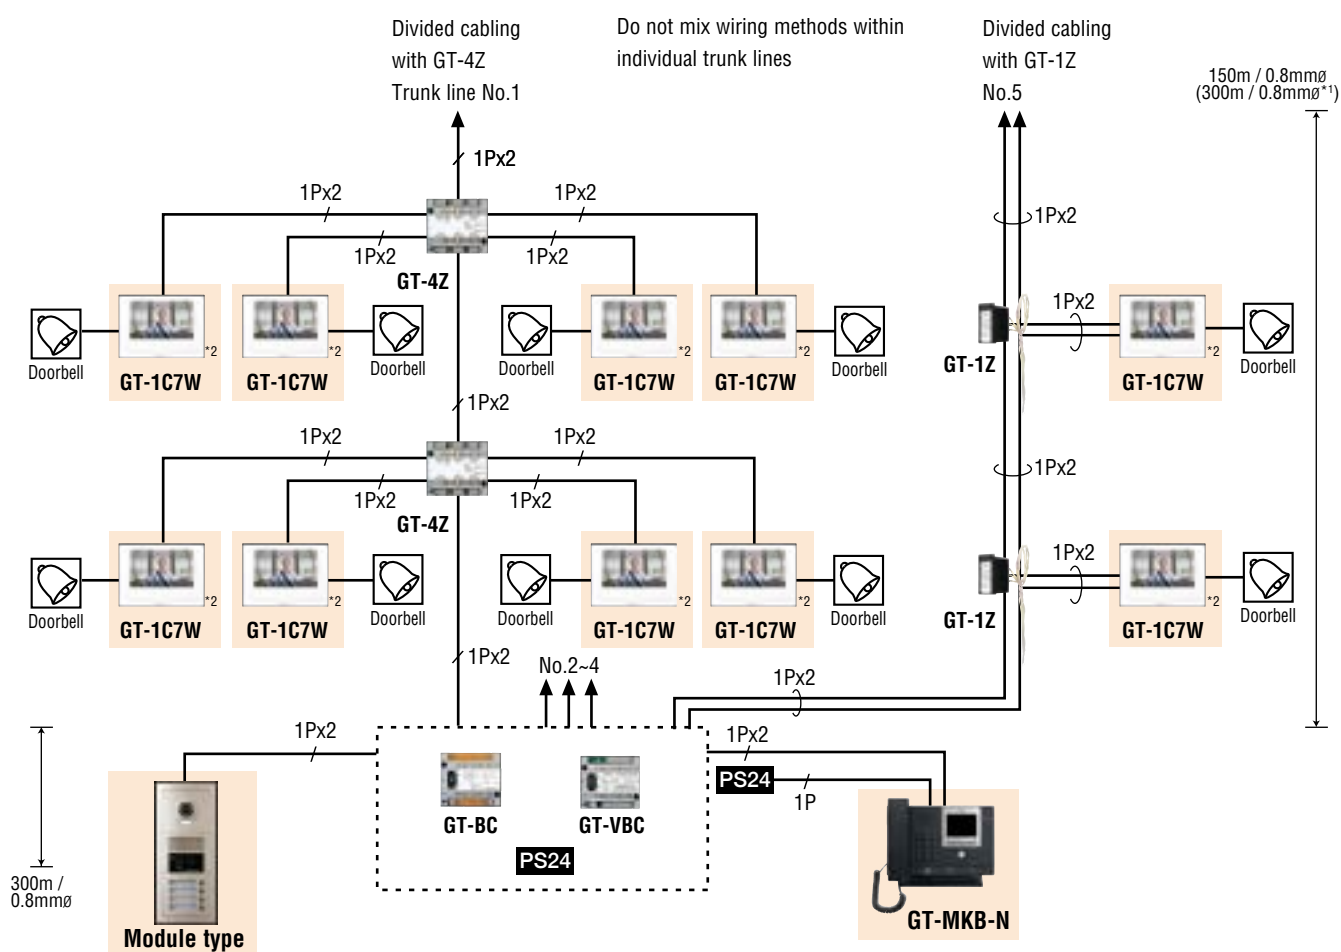 Divided cabling
with GT-4Z
Trunk line No.1
Do not mix wiring methods within
individual trunk lines
Divided cabling
with GT-1Z
No.5
150m / 0.8mmø
(300m / 0.8mmø*1)
1Px2
1Px2
1Px2
1Px2
1Px2
1Px2
GT-4Z
1Px2
GT-1Z
*2
*2
*2
*2
*2
Doorbell
GT-1C7W
GT-1C7W
Doorbell
Doorbell
GT-1C7W
GT-1C7W
Doorbell
GT-1C7W
Doorbell
1Px2
1Px2
1Px2
1Px2
1Px2
1Px2
GT-4Z
1Px2
GT-1Z
*2
*2
*2
*2
*2
Doorbell
GT-1C7W
GT-1C7W
Doorbell
Doorbell
GT-1C7W
GT-1C7W
Doorbell
GT-1C7W
Doorbell
1Px2
No.2~4
1Px2
1Px2
1Px2
PS24
1P
GT-BC
GT-VBC
PS24
300m /
0.8mmø
Module type
GT-MKB-N